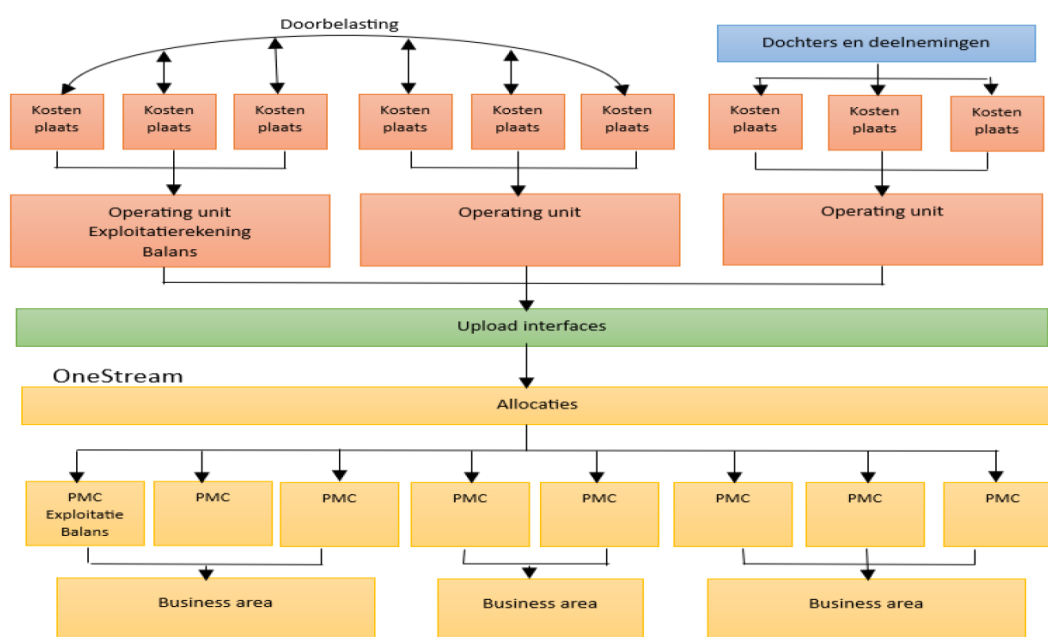 Doorbelasting
Dochters en deelnemingen
Kosten
plaats
Kosten
plaats
Kosten
plaats
Kosten
plaats
Kosten
plaats
Kosten
plaats
Kosten
plaats
Kosten
plaats
Kosten
plaats
Operating unit
Exploitatierekening
Balans
Operating unit
Operating unit
Upload interfaces
OneStream
Allocaties
PMC
Exploitatie
Balans
PMC
PMC
PMC
PMC
PMC
PMC
PMC
Business area
Business area
Business area